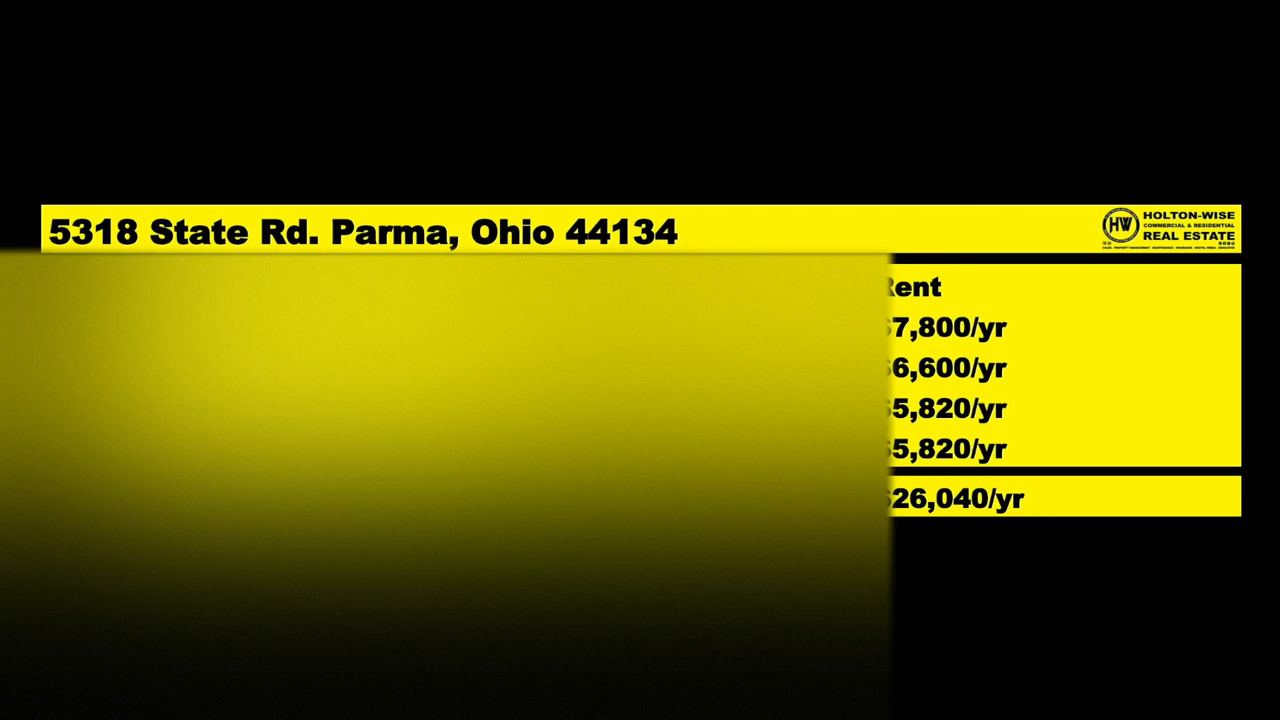 5318 State Rd. Parma, Ohio 44134
HOLTON-WISE
COMMERCIAL & RESIDENTIAL
REAL ESTATE
Rent
$7,800/yr
$6,600/yr
$5,820/yr
$5,820/yr
$26,040/yr